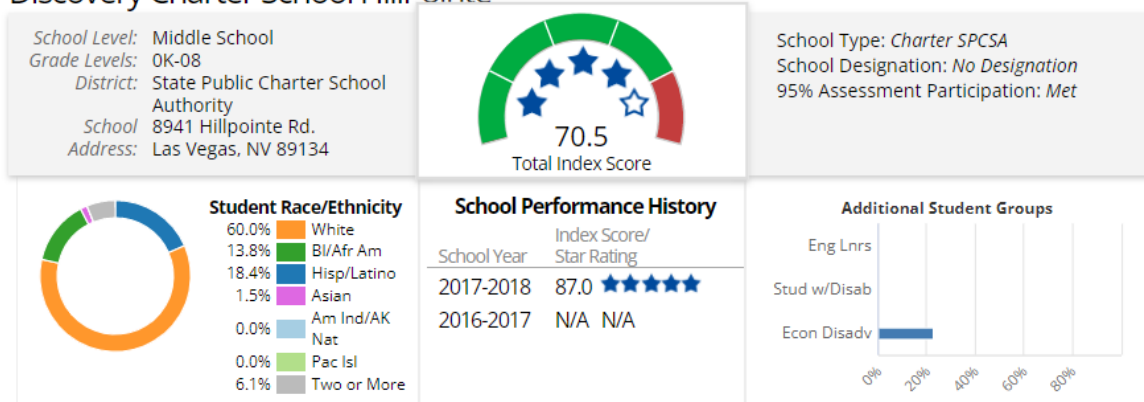 Discovery Charter School Hillpointe
School Level: Middle School
Grade Levels: 0K-08
District: State Public Charter School
Authority
School 8941 Hillpointe Rd.
Address: Las Vegas, NV 89134
70.5
Total Index Score
School Type: Charter SPCSA
School Designation: No Designation
95% Assessment Participation: Met
Student Race/Ethnicity
60.0% White
13.8% Bl/Afr Am
18.4% Hisp/Latino
1.5% Asian
0.0% Am Ind/AK
Nat
0.0% Pac Isl
6.1% Two or More
School Performance History
Index Score/
School Year Star Rating
2017-2018 87.0
2016-2017 N/A N/A
Additional Student Groups
Eng Lnrs
Stud w/Disab
Econ Disadv
0% 20% 40% 60% 80%